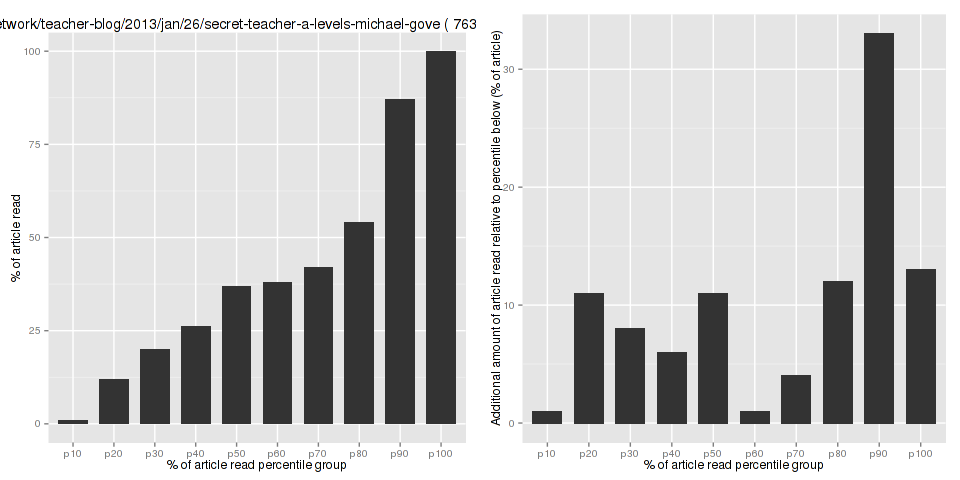 etwork/teacher-blog/2013/jan/26/secret-teacher-a-levels-michael-gove ( 763
% of article read
100
75
50
25
0
p10 p20 p30 p40 p50 p60 p70 p80 p90 p100
% of article read percentile group
Additional amount of article read relative to percentile below (% of article)
30
20
10
0
p10 p20 p30 p40 p50 p60 p70 p80 p90 p100
% of article read percentile group